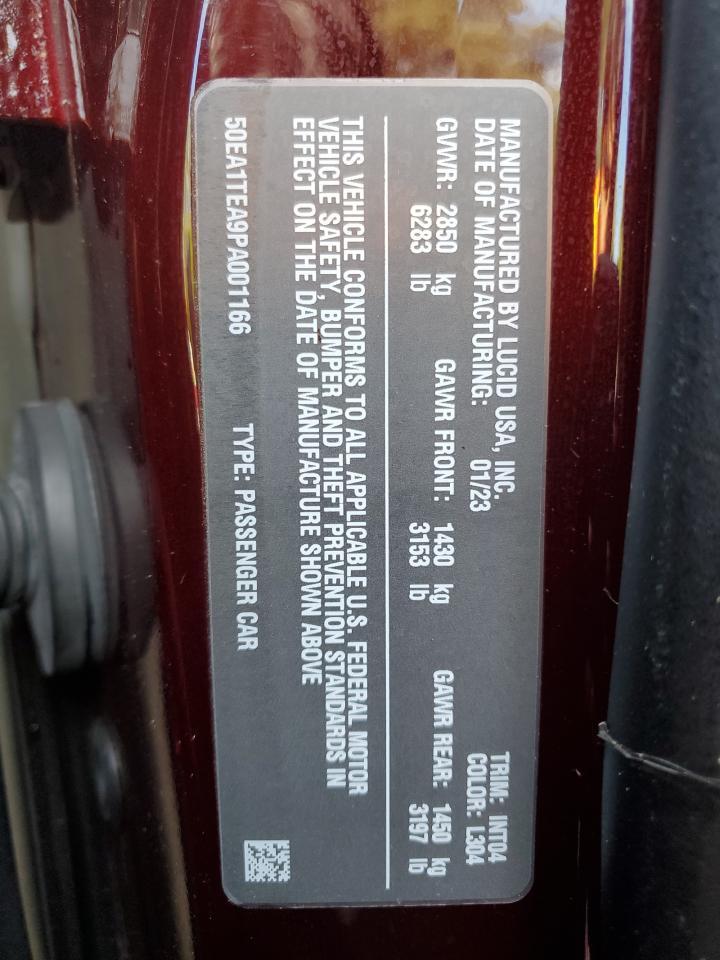 MANUFACTURED BY LUCID USA, INC. TRIM: INT04
DATE OF MANUFACTURING: 01/23 COLOR: L304
GVWR: 2850 kg GAWR FRONT: 1430 kg GAWR REAR: 1450 kg
6283 lb 3153 lb 3197 lb
THIS VEHICLE CONFORMS TO ALL APPLICABLE U.S. FEDERAL MOTOR
VEHICLE SAFETY, BUMPER AND THEFT PREVENTION STANDARDS IN
EFFECT ON THE DATE OF MANUFACTURE SHOWN ABOVE
50EA1TEA9PA001166 TYPE: PASSENGER CAR